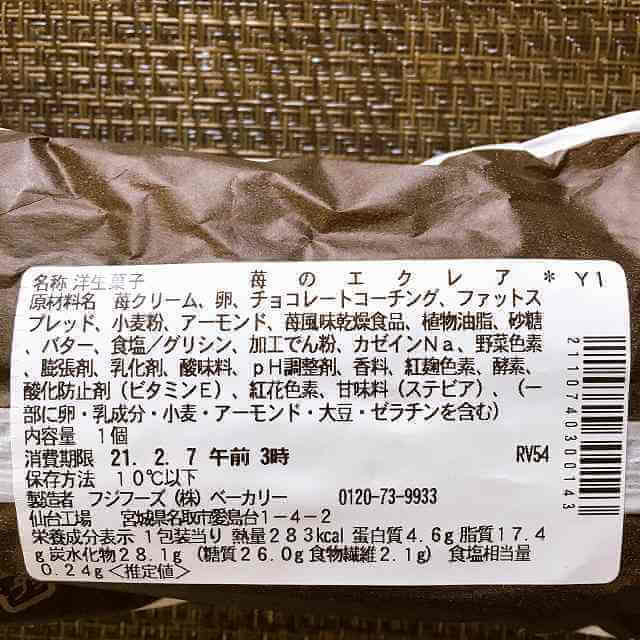 名称 洋生菓子 苺のエクレア * YI
原材料名 苺クリーム、卵、チョコレートコーチング、ファットス
プレッド、小麦粉、アーモンド、苺風味乾燥食品、植物油脂、砂糖
、バター、食塩／グリシン、加工でん粉、カゼインNa、野菜色素
、膨張剤、乳化剤、酸味料、pH調整剤、香料、紅麹色素、酵素、
酸化防止剤（ビタミンE）、紅花色素、甘味料（ステビア）、（一
部に卵・乳成分・小麦・アーモンド・大豆・ゼラチンを含む）
内容量 1個
消費期限 21. 2. 7 午前 3時 RV54
保存方法 10℃以下
製造者 フジフーズ（株）ベーカリー 0120-73-9933
仙台工場 宮城県名取市愛島台1-4-2
栄養成分表示 1包装当り 熱量283kcal 蛋白質4.6g 脂質17.4
g 炭水化物28.1g（糖質26.0g 食物繊維2.1g） 食塩相当量
0.24g <推定値>
2110740300143